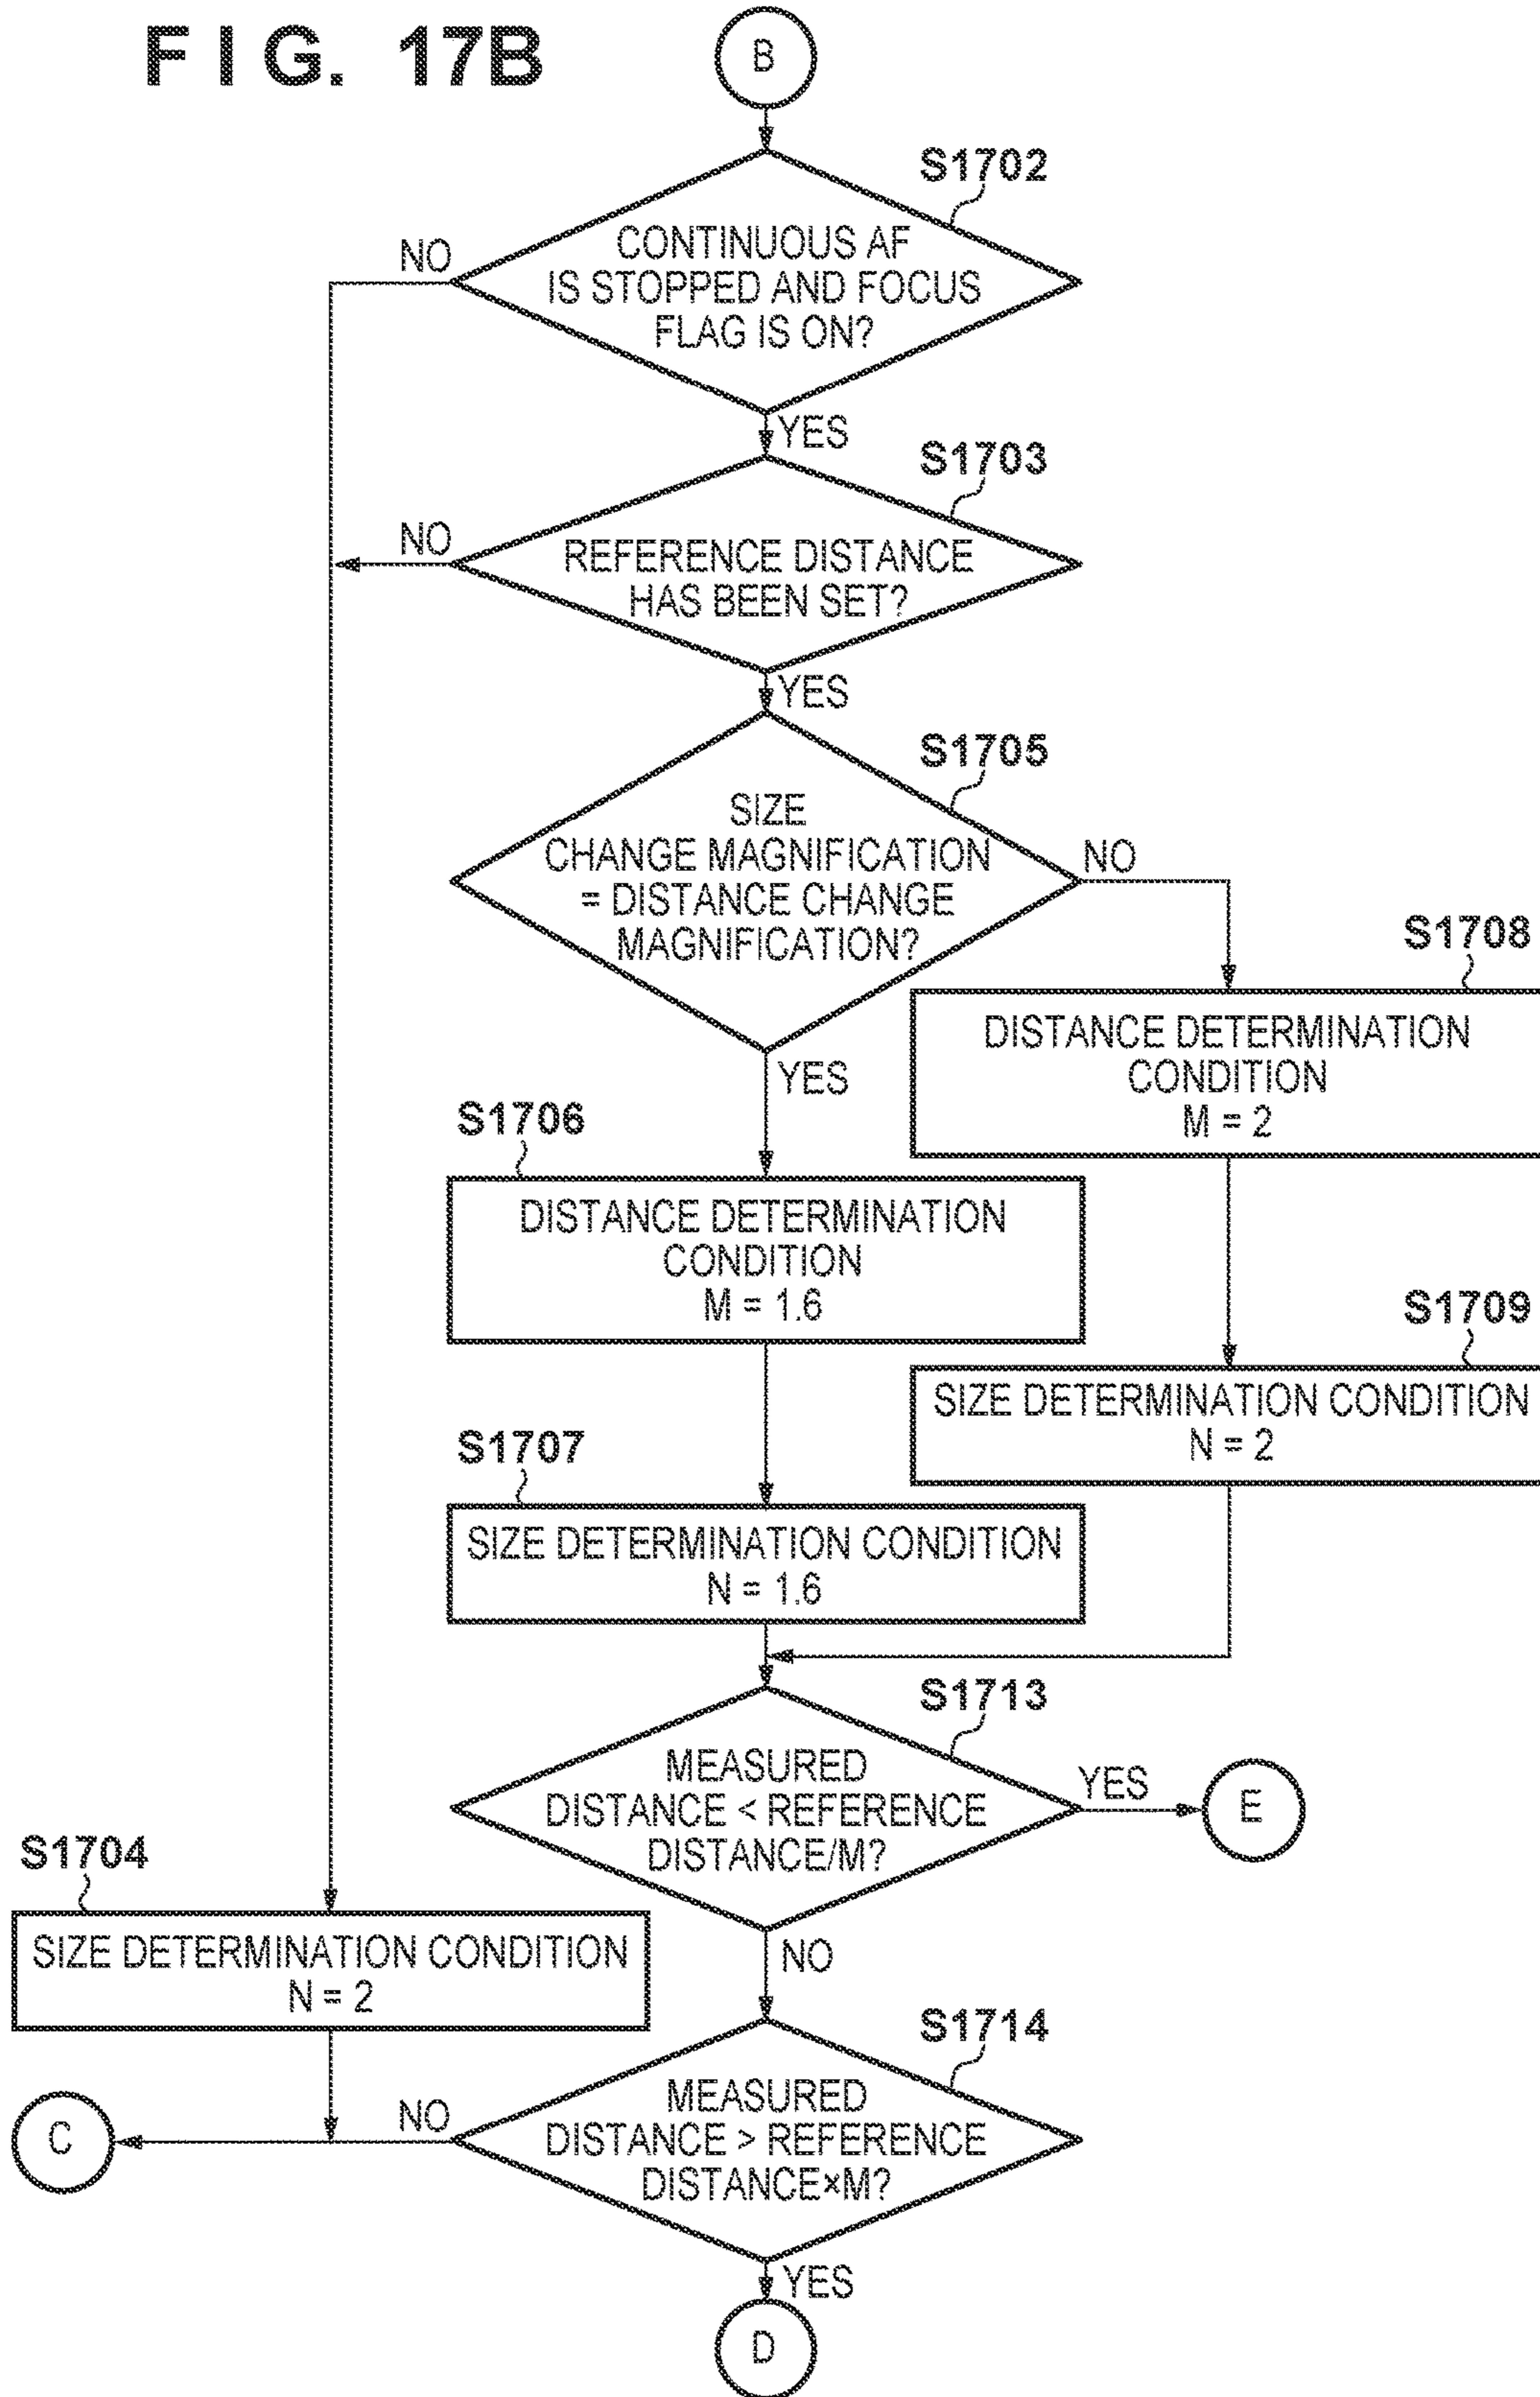 FIG. 17B
B
S1702
CONTINUOUS AF
IS STOPPED AND FOCUS
FLAG IS ON?
NO
YES
S1703
REFERENCE DISTANCE
HAS BEEN SET?
NO
YES
S1705
SIZE
CHANGE MAGNIFICATION
= DISTANCE CHANGE
MAGNIFICATION?
NO
YES
S1708
DISTANCE DETERMINATION
CONDITION
M = 2
S1706
DISTANCE DETERMINATION
CONDITION
M = 1.6
S1709
SIZE DETERMINATION CONDITION
N = 2
S1707
SIZE DETERMINATION CONDITION
N = 1.6
S1713
MEASURED
DISTANCE < REFERENCE
DISTANCE/M?
YES
E
NO
S1704
SIZE DETERMINATION CONDITION
N = 2
S1714
MEASURED
DISTANCE > REFERENCE
DISTANCE×M?
NO
C
YES
D